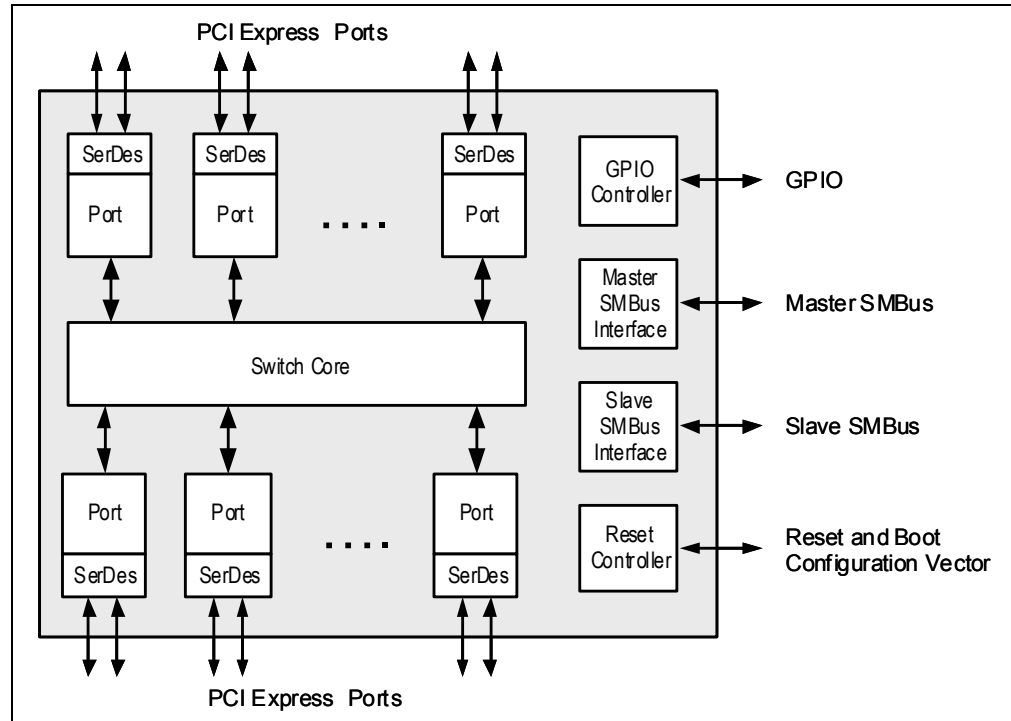 PCI Express Ports
SerDes
SerDes
SerDes
Port
Port
Port
....
GPIO
Controller
GPIO
Master
SMBus
Interface
Master SMBus
Switch Core
Slave
SMBus
Interface
Slave SMBus
Port
Port
Port
....
SerDes
SerDes
SerDes
Reset
Controller
Reset and Boot
Configuration Vector
PCI Express Ports